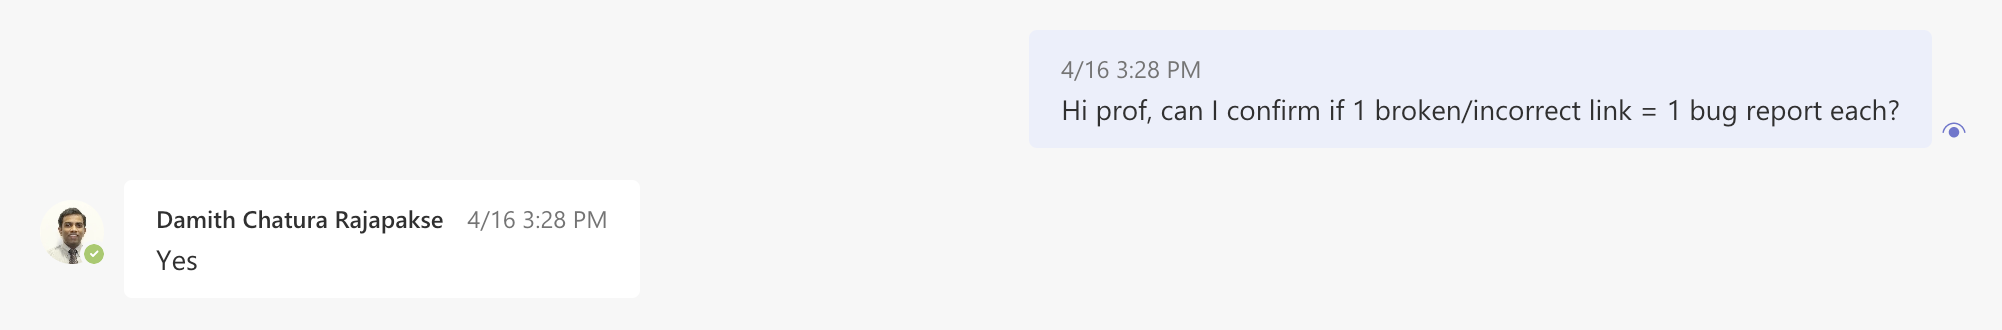 4/16 3:28 PM
Hi prof, can I confirm if 1 broken/incorrect link = 1 bug report each?
Damith Chatura Rajapakse 4/16 3:28 PM
Yes